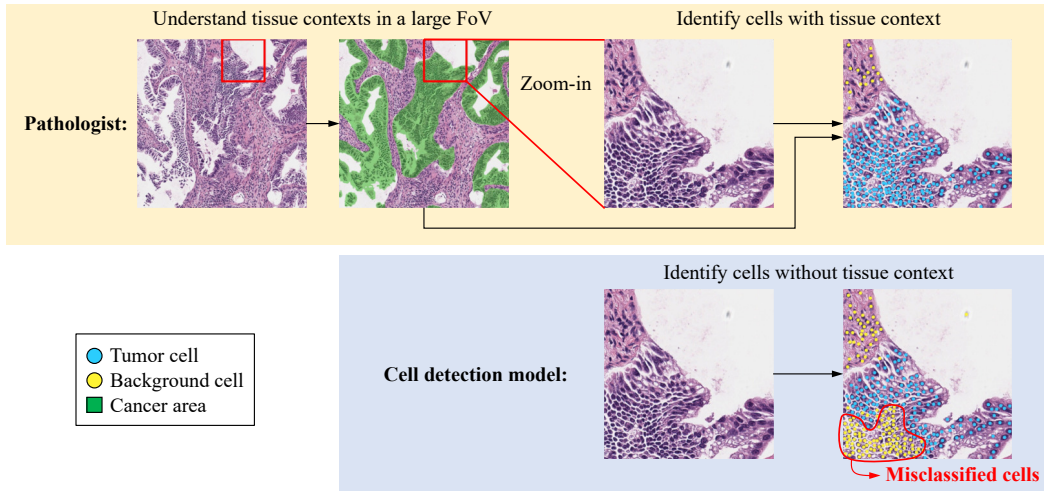 Understand tissue contexts in a large FoV
Identify cells with tissue context
Zoom-in
Pathologist:
Identify cells without tissue context
Tumor cell
Background cell
Cancer area
Cell detection model:
Misclassified cells